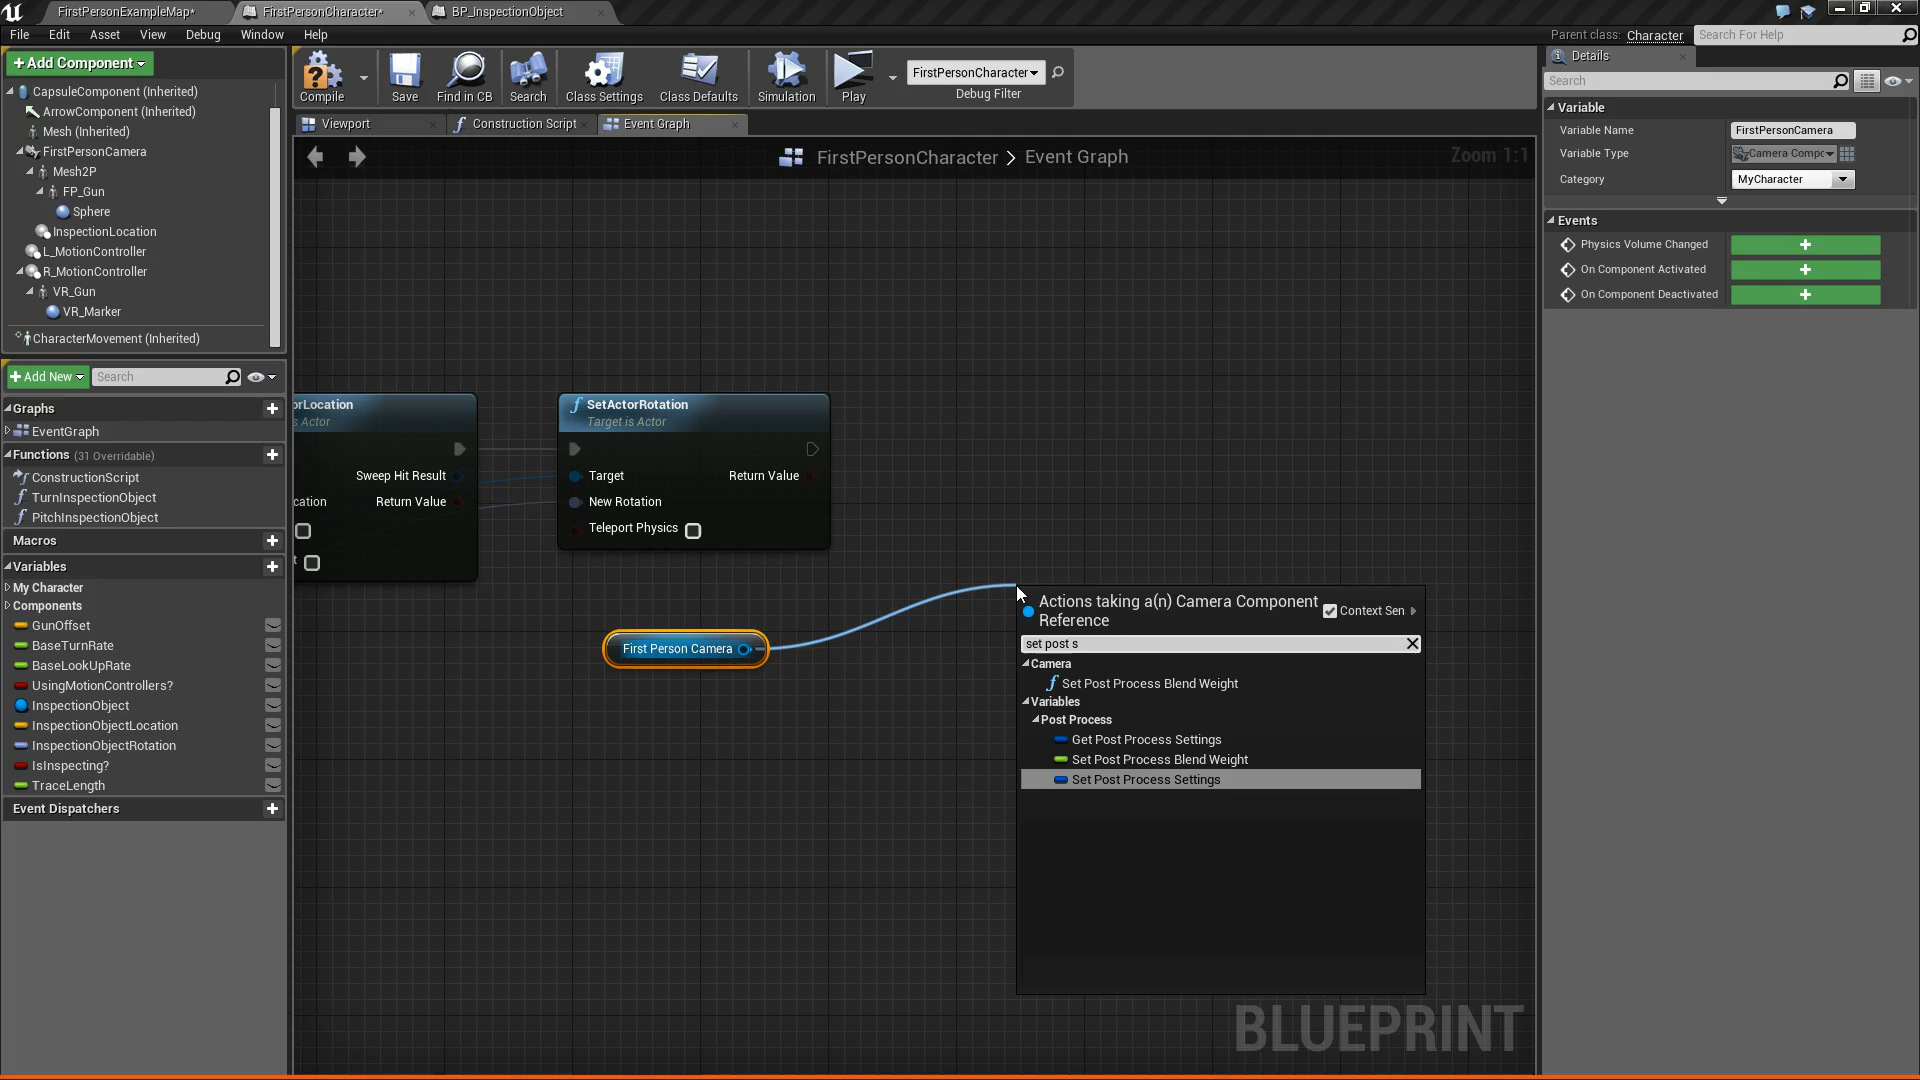 FirstPersonExampleMap*
FirstPersonCharacter*
BP_InspectionObject
File Edit Asset View Debug Window Help
Parent class: Character
Search For Help
Add Component
CapsuleComponent (Inherited)
ArrowComponent (Inherited)
Mesh (Inherited)
FirstPersonCamera
Mesh2P
FP_Gun
Sphere
InspectionLocation
L_MotionController
R_MotionController
VR_Gun
VR_Marker
CharacterMovement (Inherited)
Add New
Search
Graphs
EventGraph
Functions (31 Overridable)
ConstructionScript
TurnInspectionObject
PitchInspectionObject
Macros
Variables
My Character
Components
GunOffset
BaseTurnRate
BaseLookUpRate
UsingMotionControllers?
InspectionObject
InspectionObjectLocation
InspectionObjectRotation
IsInspecting?
TraceLength
Event Dispatchers
Compile
Save
Find in CB
Search
Class Settings
Class Defaults
Simulation
Play
FirstPersonCharacter
Debug Filter
Viewport
Construction Script
Event Graph
FirstPersonCharacter > Event Graph
Zoom 1:1
orLocation
s Actor
Sweep Hit Result
cation
Return Value
t
SetActorRotation
Target is Actor
Target
Return Value
New Rotation
Teleport Physics
First Person Camera
Actions taking a(n) Camera Component
Reference
Context Sen
set post s
Camera
Set Post Process Blend Weight
Variables
Post Process
Get Post Process Settings
Set Post Process Blend Weight
Set Post Process Settings
BLUEPRINT
Details
Search
Variable
Variable Name
FirstPersonCamera
Variable Type
Camera Compc
Category
MyCharacter
Events
Physics Volume Changed
On Component Activated
On Component Deactivated